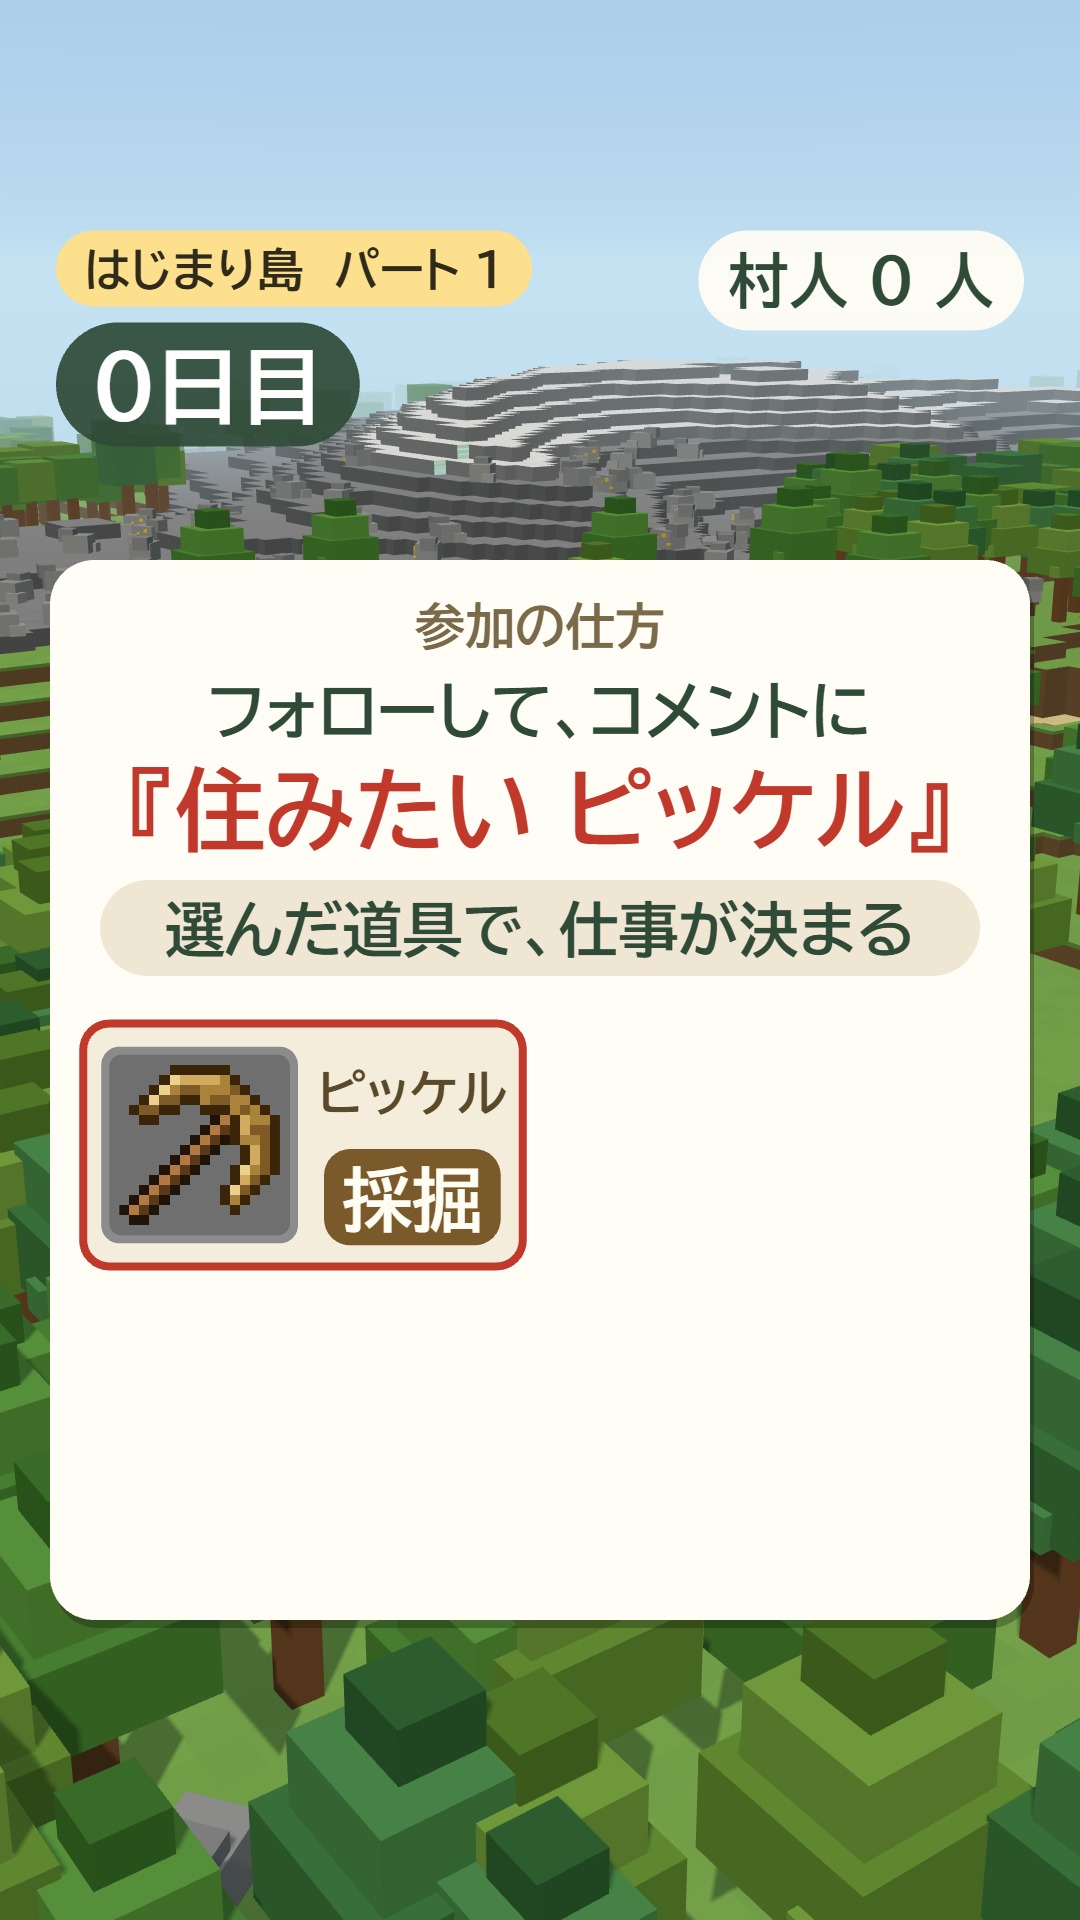 はじまり島 パート 1
村人 0 人
0日目
参加の仕方
フォローして、コメントに
『住みたい ピッケル』
選んだ道具で、仕事が決まる
ピッケル
採掘